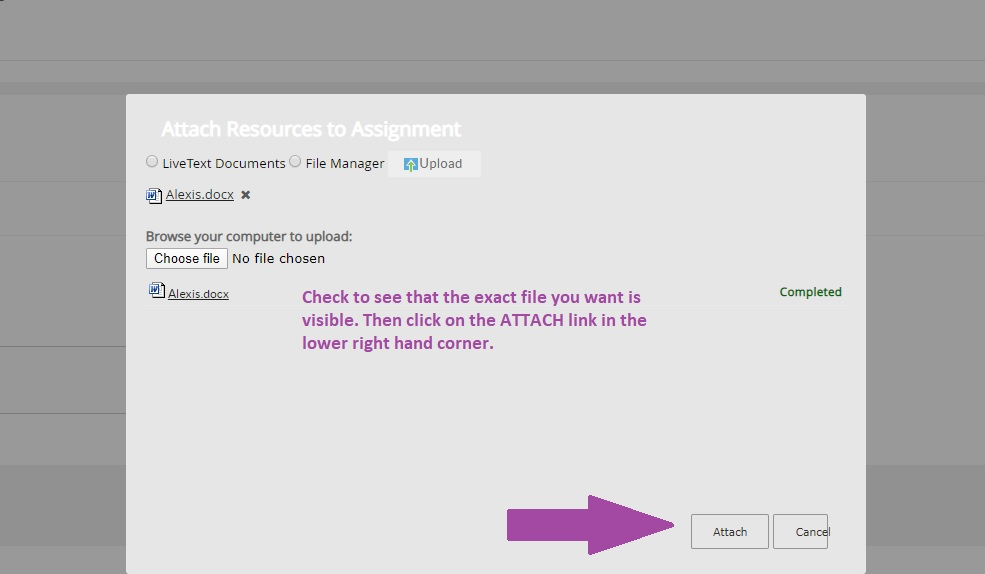 Attach Resources to Assignment
LiveText Documents File Manager Upload
Alexis.docx
Browse your computer to upload:
Choose file No file chosen
Alexis.docx
Completed
Check to see that the exact file you want is
visible. Then click on the ATTACH link in the
lower right hand corner.
Attach Cancel